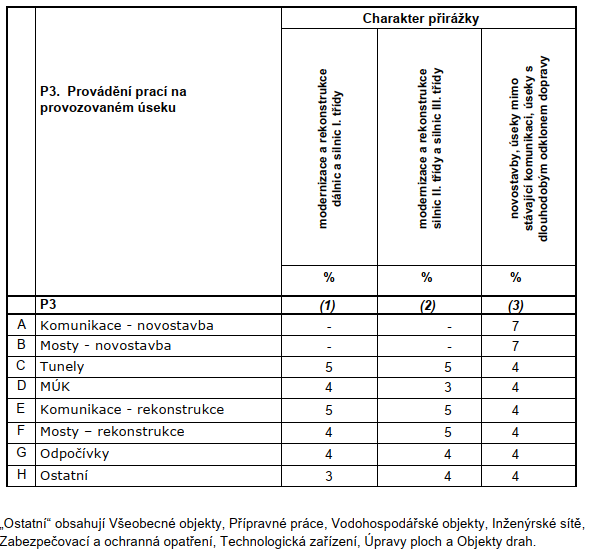 Charakter přirážky
P3. Provádění prací na
provozovaném úseku
modernizace a rekonstrukce
dálnic a silnic I. třídy
modernizace a rekonstrukce
silnic II. třídy a silnic III. třídy
novostavby, úseky mimo
stávající komunikaci, úseky s
dlouhodobým odklonem dopravy
% % %
P3 (1) (2) (3)
A Komunikace - novostavba - - 7
B Mosty - novostavba - - 7
C Tunely 5 5 4
D MÚK 4 3 4
E Komunikace - rekonstrukce 5 5 4
F Mosty – rekonstrukce 4 5 4
G Odpočívky 4 4 4
H Ostatní 3 4 4
„Ostatní“ obsahují Všeobecné objekty, Přípravné práce, Vodohospodářské objekty, Inženýrské sítě,
Zabezpečovací a ochranná opatření, Technologická zařízení, Úpravy ploch a Objekty drah.